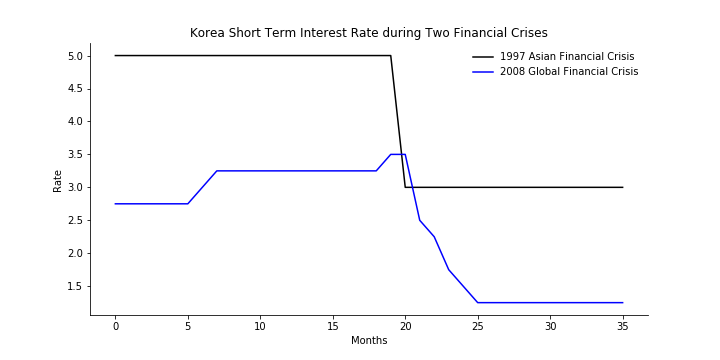 Korea Short Term Interest Rate during Two Financial Crises
1997 Asian Financial Crisis
2008 Global Financial Crisis
Rate
5.0
4.5
4.0
3.5
3.0
2.5
2.0
1.5
0 5 10 15 20 25 30 35
Months